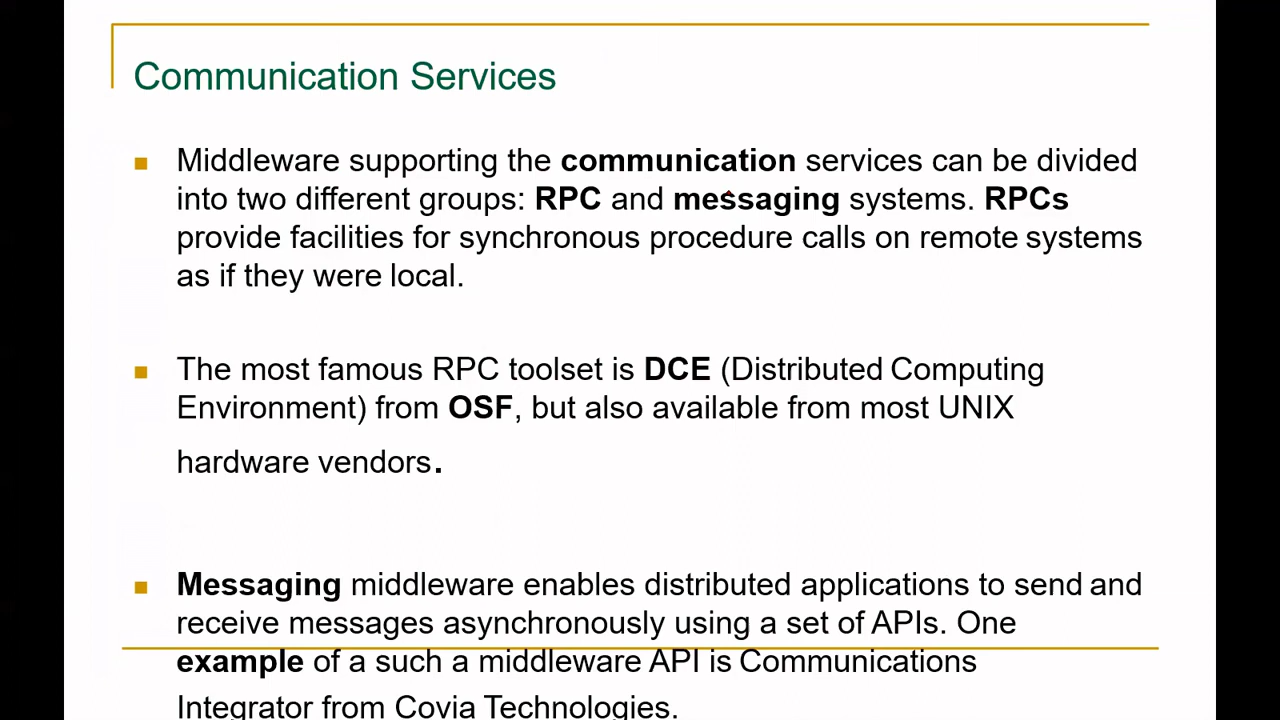 Communication Services
Middleware supporting the communication services can be divided
into two different groups: RPC and messaging systems. RPCs
provide facilities for synchronous procedure calls on remote systems
as if they were local.
The most famous RPC toolset is DCE (Distributed Computing
Environment) from OSF, but also available from most UNIX
hardware vendors.
Messaging middleware enables distributed applications to send and
receive messages asynchronously using a set of APIs. One
example of a such a middleware API is Communications
Integrator from Covia Technologies.